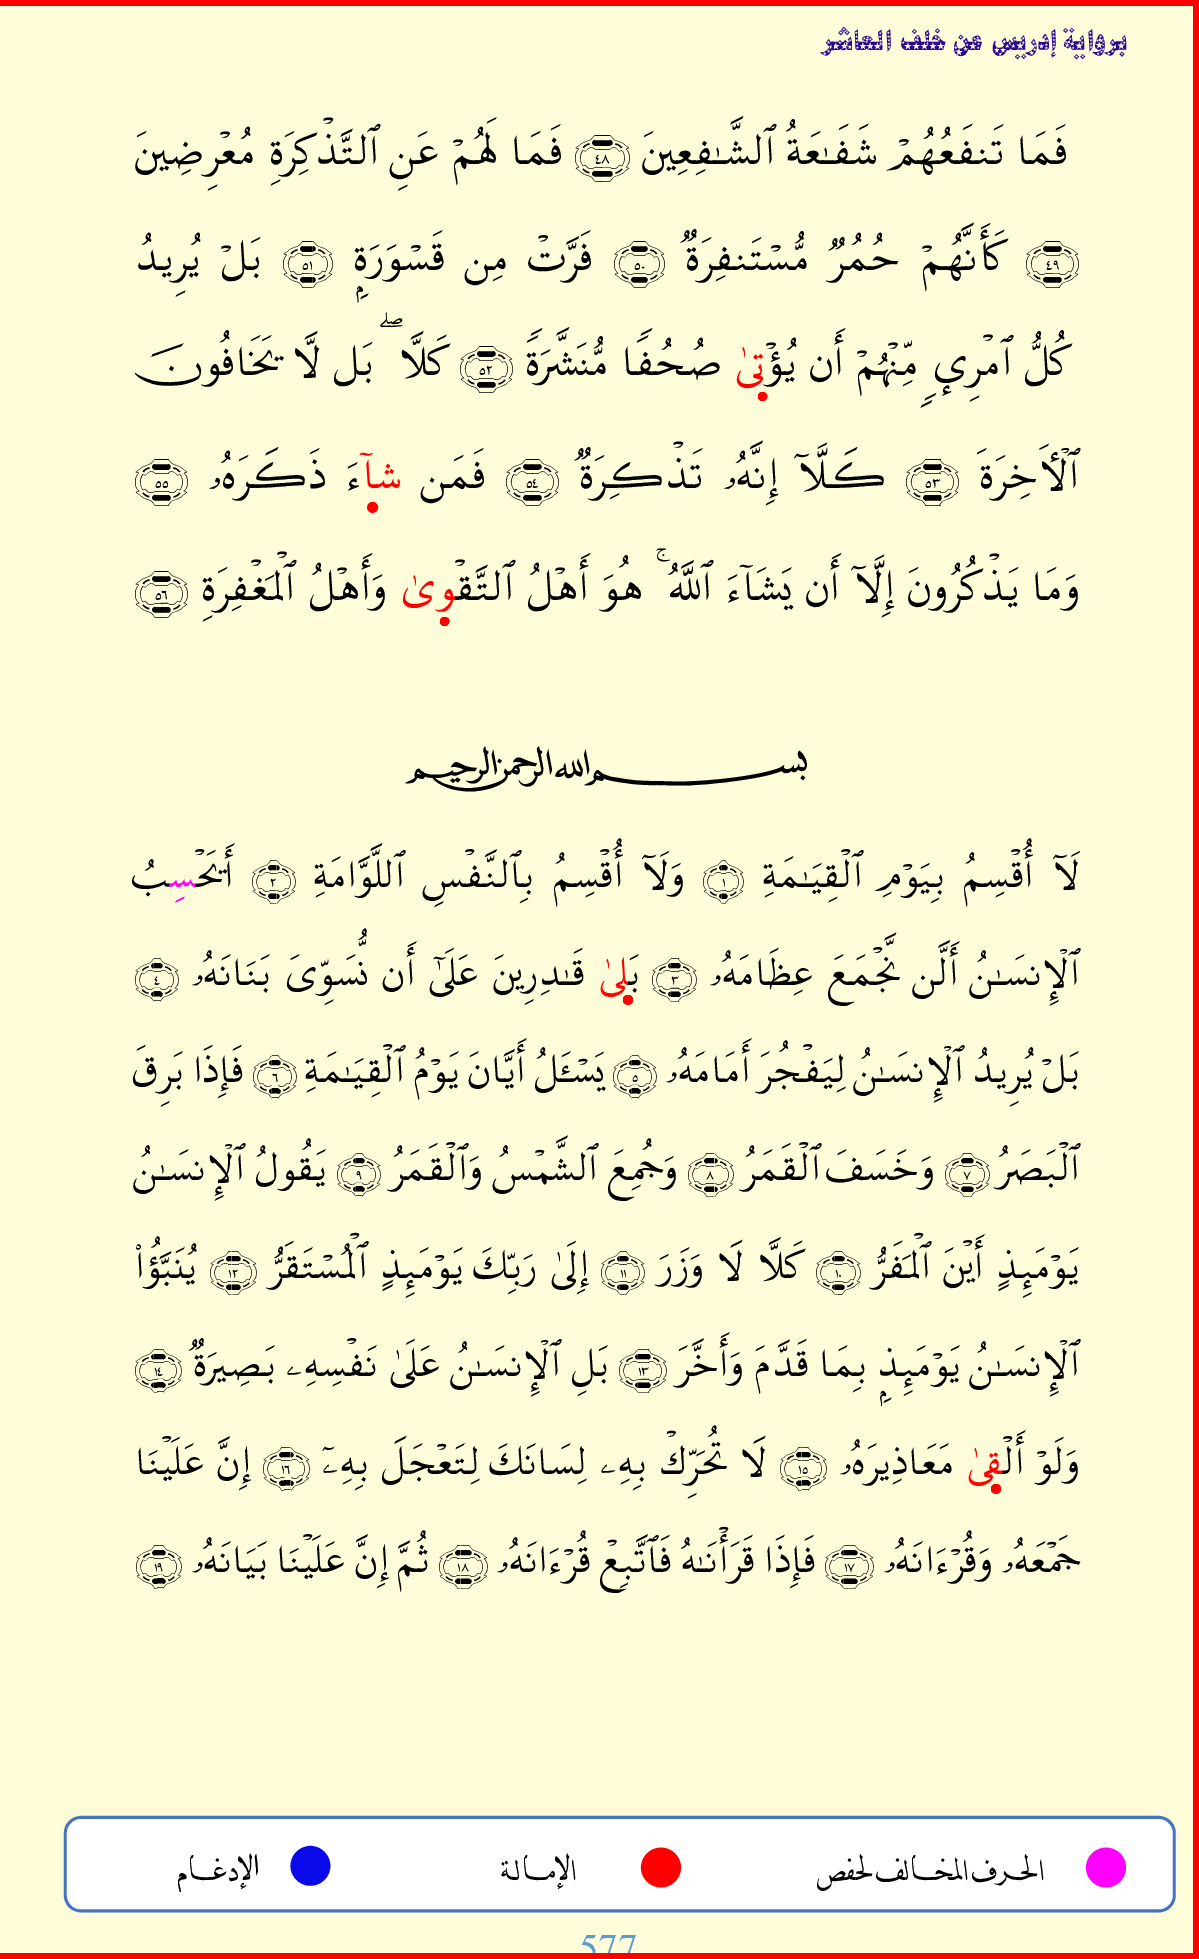 برواية إدريس عن خلف العاشر
فَمَا تَنفَعُهُمْ شَفَـٰعَةُ ٱلشَّـٰفِعِينَ ٤٨ فَمَا لَهُمْ عَنِ ٱلتَّذْكِرَةِ مُعْرِضِينَ
٤٩ كَأَنَّهُمْ حُمُرٌ مُّسْتَنفِرَةٌ ٥٠ فَرَّتْ مِن قَسْوَرَةٍۭ ٥١ بَلْ يُرِيدُ
كُلُّ ٱمْرِيٍٕ مِّنْهُمْ أَن يُؤْتىٰ صُحُفًا مُّنَشَّرَةً ٥٢ كَلَّا ۖ بَل لَّا يَخَافُونَ
ٱلْأَخِرَةَ ٥٣ كَلَّآ إِنَّهُۥ تَذْكِرَةٌ ٥٤ فَمَن شآءَ ذَكَرَهُۥ ٥٥
وَمَا يَذْكُرُونَ إِلَّآ أَن يَشَآءَ ٱللَّهُ ۚ هُوَ أَهْلُ ٱلتَّقْوىٰ وَأَهْلُ ٱلْمَغْفِرَةِ ٥٦
بسم الله الرحمن الرحيم
لَآ أُقْسِمُ بِيَوْمِ ٱلْقِيَـٰمَةِ ١ وَلَآ أُقْسِمُ بِٱلنَّفْسِ ٱللَّوَّامَةِ ٢ أَيَحْسِبُ
ٱلْإِنسَـٰنُ أَلَّن نَّجْمَعَ عِظَامَهُۥ ٣ بَلىٰ قَـٰدِرِينَ عَلَىٰٓ أَن نُّسَوِّىَ بَنَانَهُۥ ٤
بَلْ يُرِيدُ ٱلْإِنسَـٰنُ لِيَفْجُرَ أَمَامَهُۥ ٥ يَسْـَٔلُ أَيَّانَ يَوْمُ ٱلْقِيَـٰمَةِ ٦ فَإِذَا بَرِقَ
ٱلْبَصَرُ ٧ وَخَسَفَ ٱلْقَمَرُ ٨ وَجُمِعَ ٱلشَّمْسُ وَٱلْقَمَرُ ٩ يَقُولُ ٱلْإِنسَـٰنُ
يَوْمَئِذٍ أَيْنَ ٱلْمَفَرُّ ١٠ كَلَّا لَا وَزَرَ ١١ إِلَىٰ رَبِّكَ يَوْمَئِذٍ ٱلْمُسْتَقَرُّ ١٢ يُنَبَّؤُا۟
ٱلْإِنسَـٰنُ يَوْمَئِذٍۭ بِمَا قَدَّمَ وَأَخَّرَ ١٣ بَلِ ٱلْإِنسَـٰنُ عَلَىٰ نَفْسِهِۦ بَصِيرَةٌ ١٤
وَلَوْ أَلْقىٰ مَعَاذِيرَهُۥ ١٥ لَا تُحَرِّكْ بِهِۦ لِسَانَكَ لِتَعْجَلَ بِهِۦٓ ١٦ إِنَّ عَلَيْنَا
جَمْعَهُۥ وَقُرْءَانَهُۥ ١٧ فَإِذَا قَرَأْنَـٰهُ فَٱتَّبِعْ قُرْءَانَهُۥ ١٨ ثُمَّ إِنَّ عَلَيْنَا بَيَانَهُۥ ١٩
الحرف المخالف لحفص الإمالة الإدغام
577